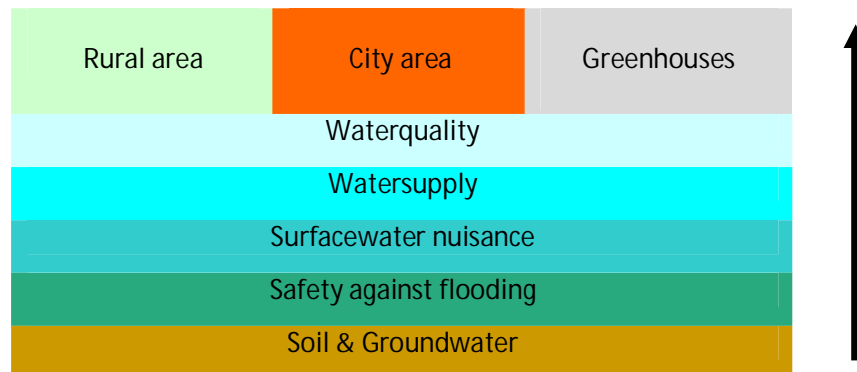 Rural area
City area
Greenhouses
Waterquality
Watersupply
Surfacewater nuisance
Safety against flooding
Soil & Groundwater